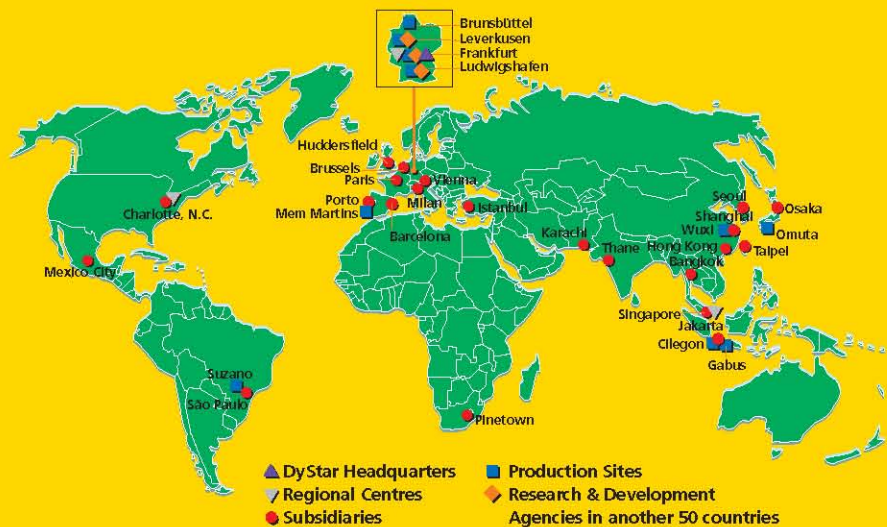 Brunsbüttel
Leverkusen
Frankfurt
Ludwigshafen
Huddersfield
Brussels
Paris
Vienna
Porto
Milan
Istanbul
Mem Martins
Barcelona
Charlotte, N.C.
Mexico City
Karachi
Thane
Seoul
Osaka
Shanghai
Wuxi
Omuta
Hong Kong
Taipei
Bangkok
Singapore
Jakarta
Cilegon
Gabus
Suzano
São Paulo
Pinetown
DyStar Headquarters
Production Sites
Regional Centres
Research & Development
Subsidiaries
Agencies in another 50 countries